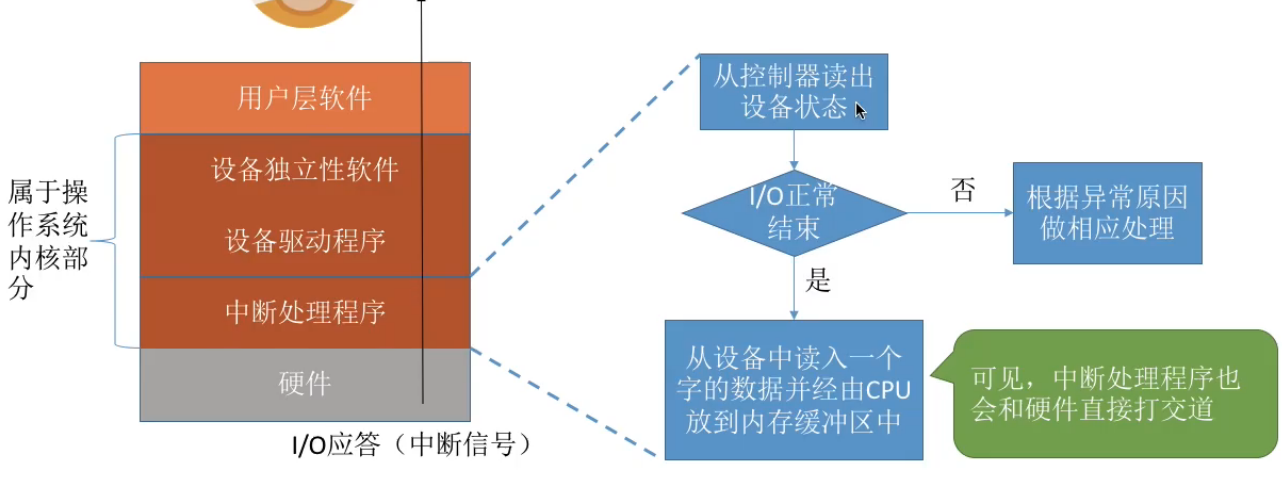 用户层软件
设备独立性软件
设备驱动程序
中断处理程序
硬件
属于操
作系统
内核部
分
I/O应答（中断信号）
从控制器读出
设备状态
I/O正常
结束
否
根据异常原因
做相应处理
是
从设备中读入一个
字的数据并经由CPU
放到内存缓冲区中
可见，中断处理程序也
会和硬件直接打交道